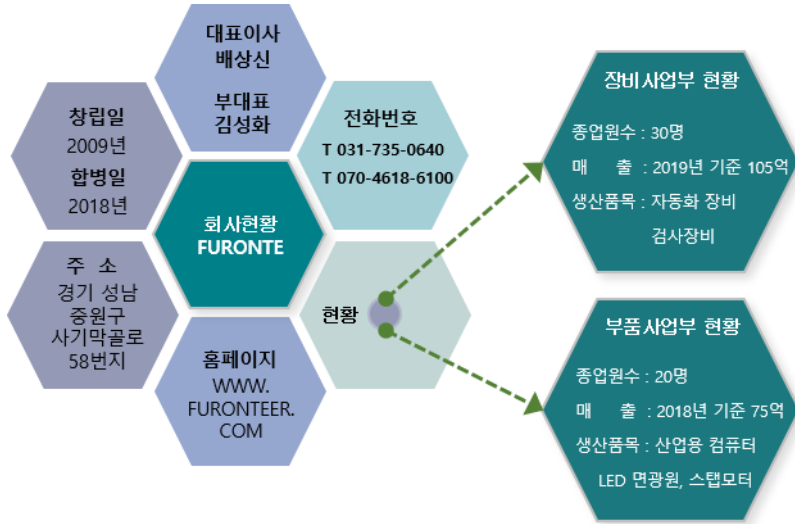 대표이사
배상신
부대표
김성화
창립일
2009년
합병일
2018년
전화번호
T 031-735-0640
T 070-4618-6100
회사현황
FURONTE
주 소
경기 성남
중원구
사기막골로
58번지
홈페이지
WWW.
FURONTEER.
COM
현황
장비사업부 현황
종업원수 : 30명
매 출 : 2019년 기준 105억
생산품목 : 자동화 장비
검사장비
부품사업부 현황
종업원수 : 20명
매 출 : 2018년 기준 75억
생산품목 : 산업용 컴퓨터
LED 면광원, 스탭모터